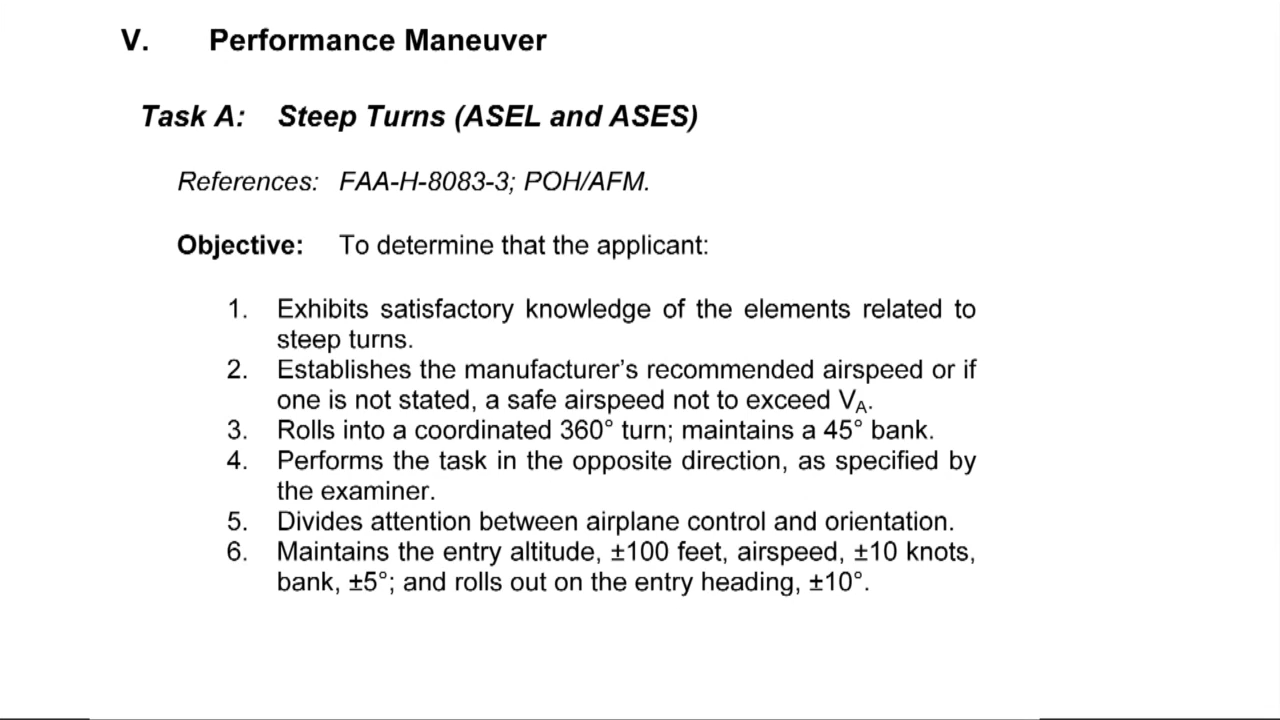 V. Performance Maneuver
Task A: Steep Turns (ASEL and ASES)
References: FAA-H-8083-3; POH/AFM.
Objective: To determine that the applicant:
1. Exhibits satisfactory knowledge of the elements related to
steep turns.
2. Establishes the manufacturer’s recommended airspeed or if
one is not stated, a safe airspeed not to exceed VA.
3. Rolls into a coordinated 360° turn; maintains a 45° bank.
4. Performs the task in the opposite direction, as specified by
the examiner.
5. Divides attention between airplane control and orientation.
6. Maintains the entry altitude, ±100 feet, airspeed, ±10 knots,
bank, ±5°; and rolls out on the entry heading, ±10°.